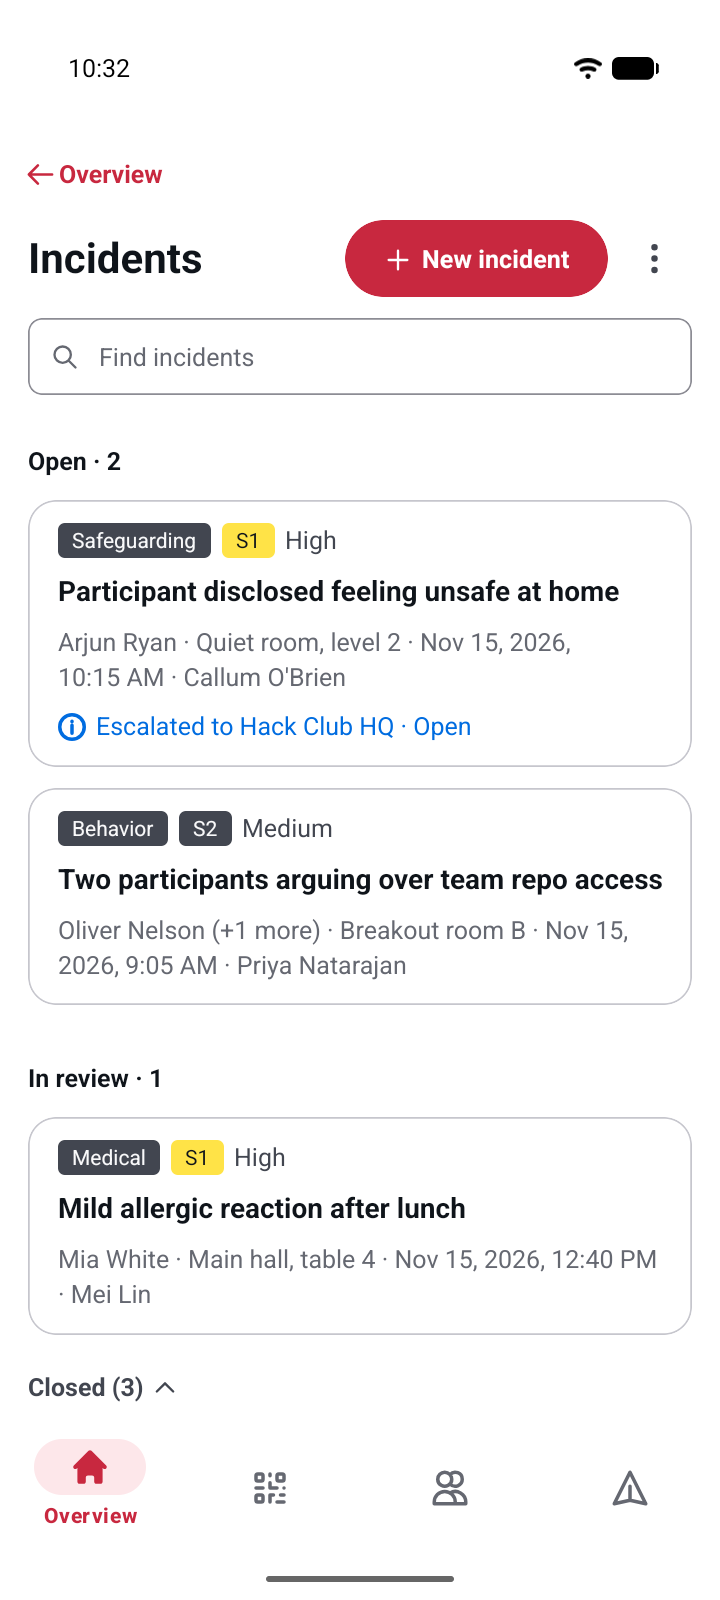 10:32
Overview
Incidents
New incident
Find incidents
Open · 2
Safeguarding S1 High
Participant disclosed feeling unsafe at home
Arjun Ryan · Quiet room, level 2 · Nov 15, 2026,
10:15 AM · Callum O'Brien
Escalated to Hack Club HQ · Open
Behavior S2 Medium
Two participants arguing over team repo access
Oliver Nelson (+1 more) · Breakout room B · Nov 15,
2026, 9:05 AM · Priya Natarajan
In review · 1
Medical S1 High
Mild allergic reaction after lunch
Mia White · Main hall, table 4 · Nov 15, 2026, 12:40 PM
· Mei Lin
Closed (3)
Overview